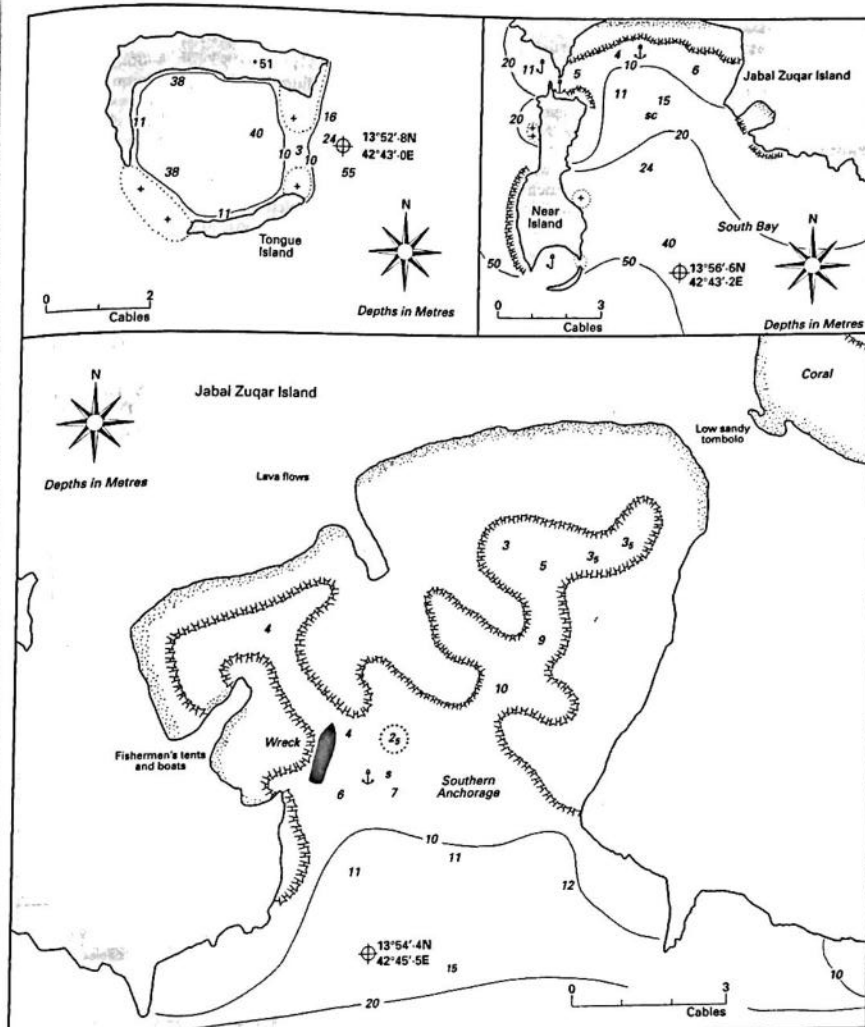 51
38
11
16
40
24
13°52'·8N
42°43'·0E
10
3
10
55
38
11
Tongue
Island
N
0
2
Cables
Depths in Metres
20
11
5
4
10
6
Jabal Zuqar Island
11
15
sc
20
20
24
Near
Island
South Bay
N
40
50
50
13°56'·6N
42°43'·2E
0
3
Cables
Depths in Metres
N
Jabal Zuqar Island
Coral
Low sandy
tombolo
Depths in Metres
Lava flows
3
5
3₅
3₅
4
9
10
Fishermen's tents
and boats
Wreck
4
2₅
s
6
7
Southern
Anchorage
10
11
11
12
13°54'·4N
42°45'·5E
15
20
10
0
3
Cables